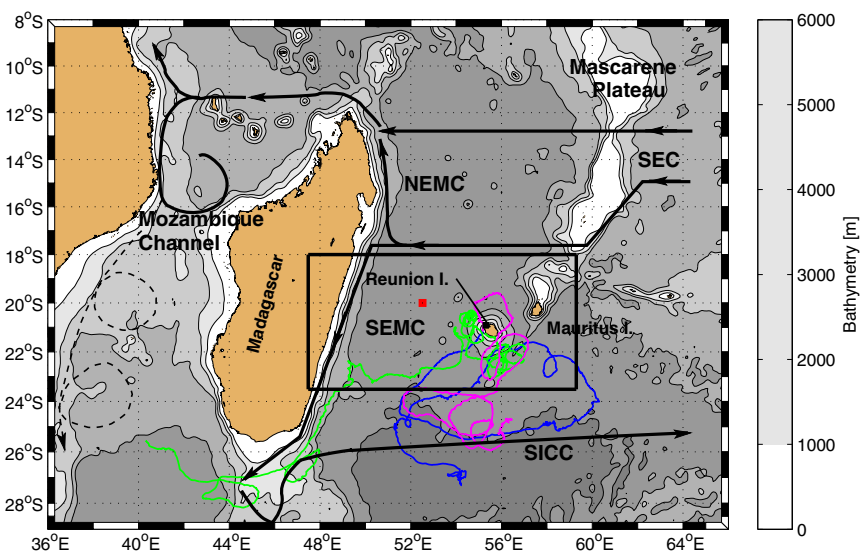 8°S
10°S
12°S
14°S
16°S
18°S
20°S
22°S
24°S
26°S
28°S
36°E
40°E
44°E
48°E
52°E
56°E
60°E
64°E
Mascarene
Plateau
SEC
NEMC
Mozambique
Channel
Madagascar
Reunion I.
SEMC
Mauritus I.
SICC
6000
5000
4000
3000
2000
1000
0
Bathymetry [m]